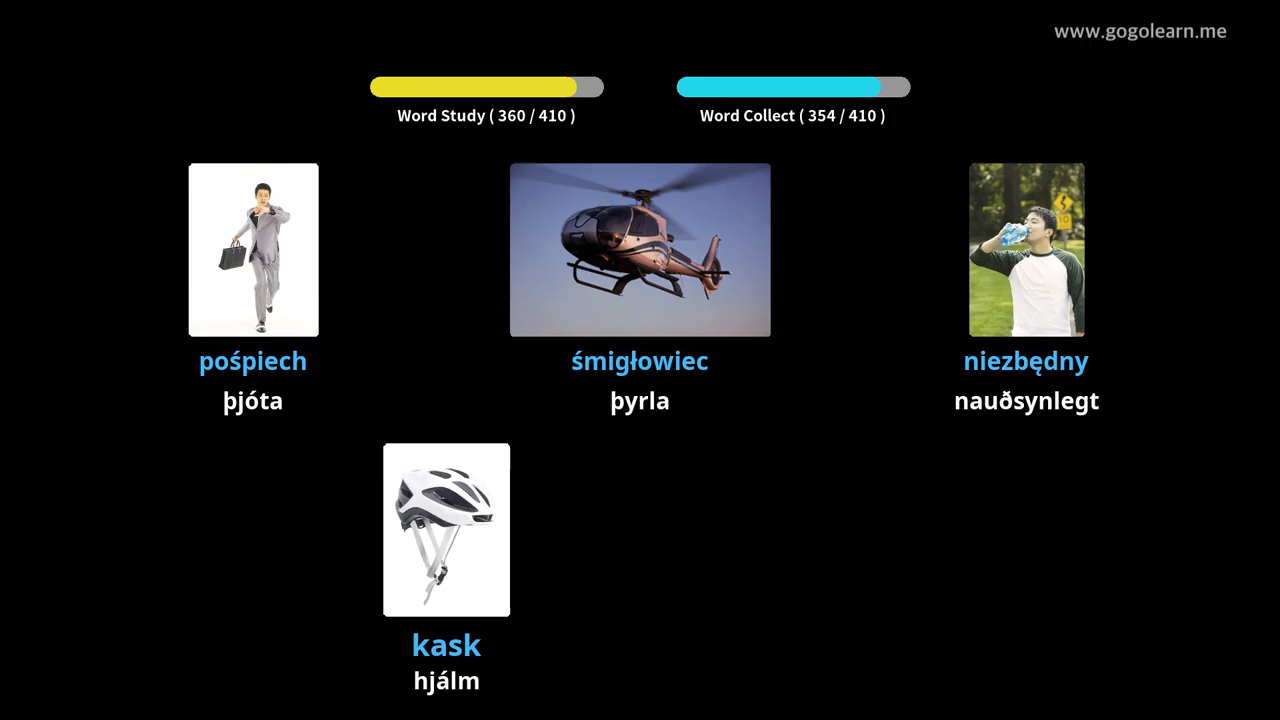 www.gogolearn.me
Word Study ( 360 / 410 )
Word Collect ( 354 / 410 )
pośpiech
śmigłowiec
niezbędny
þjóta
þyrla
nauðsynlegt
kask
hjálm